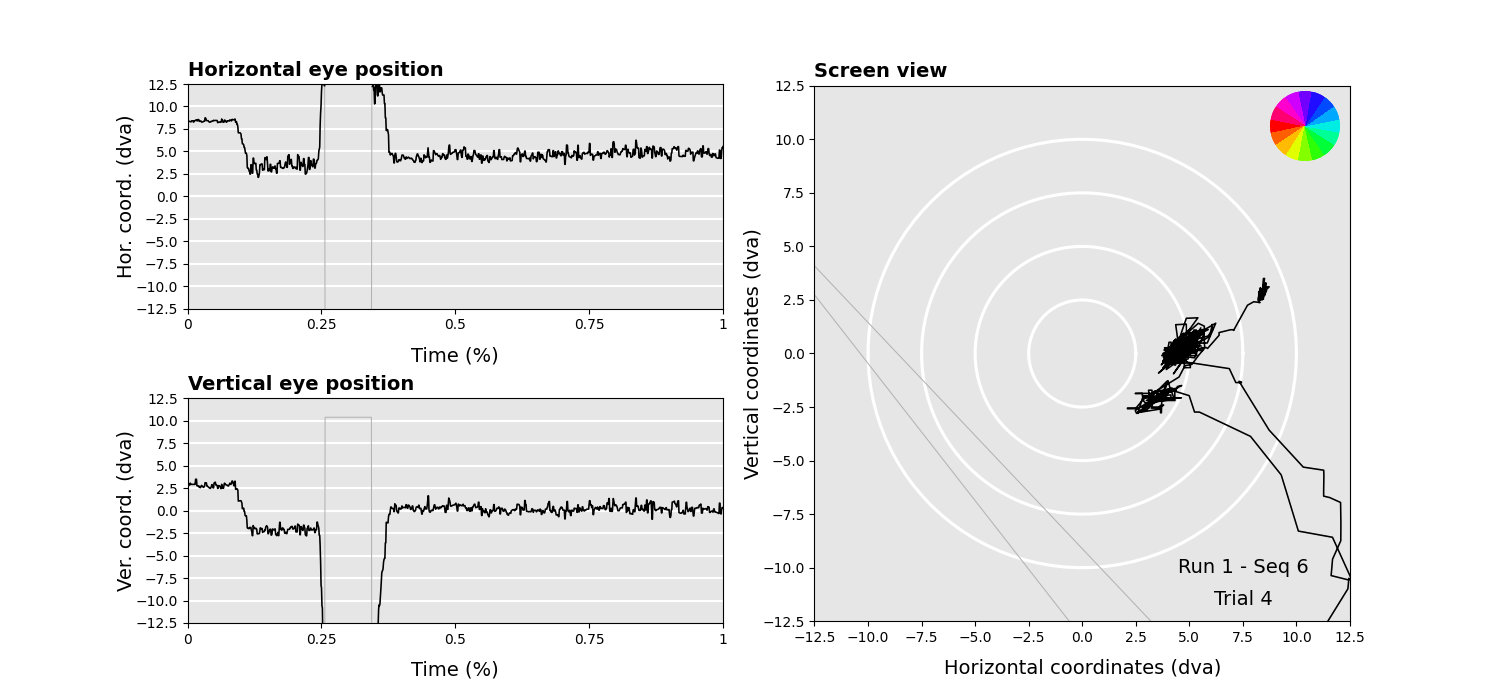 Horizontal eye position
Hor. coord. (dva)
12.5
10.0
7.5
5.0
2.5
0.0
−2.5
−5.0
−7.5
−10.0
−12.5
0 0.25 0.5 0.75 1
Time (%)
Vertical eye position
Ver. coord. (dva)
12.5
10.0
7.5
5.0
2.5
0.0
−2.5
−5.0
−7.5
−10.0
−12.5
0 0.25 0.5 0.75 1
Time (%)
Screen view
Vertical coordinates (dva)
12.5
10.0
7.5
5.0
2.5
0.0
−2.5
−5.0
−7.5
−10.0
−12.5
Run 1 - Seq 6
Trial 4
−12.5 −10.0 −7.5 −5.0 −2.5 0.0 2.5 5.0 7.5 10.0 12.5
Horizontal coordinates (dva)